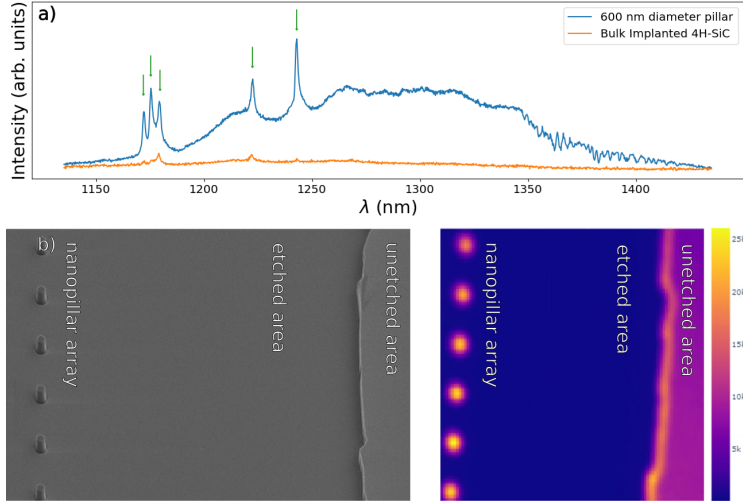 a)
Intensity (arb. units)
600 nm diameter pillar
Bulk Implanted 4H-SiC
1150
1200
1250
1300
1350
1400
λ (nm)
b)
nanopillar array
etched area
unetched area
nanopillar array
etched area
unetched area
25k
20k
15k
10k
5k